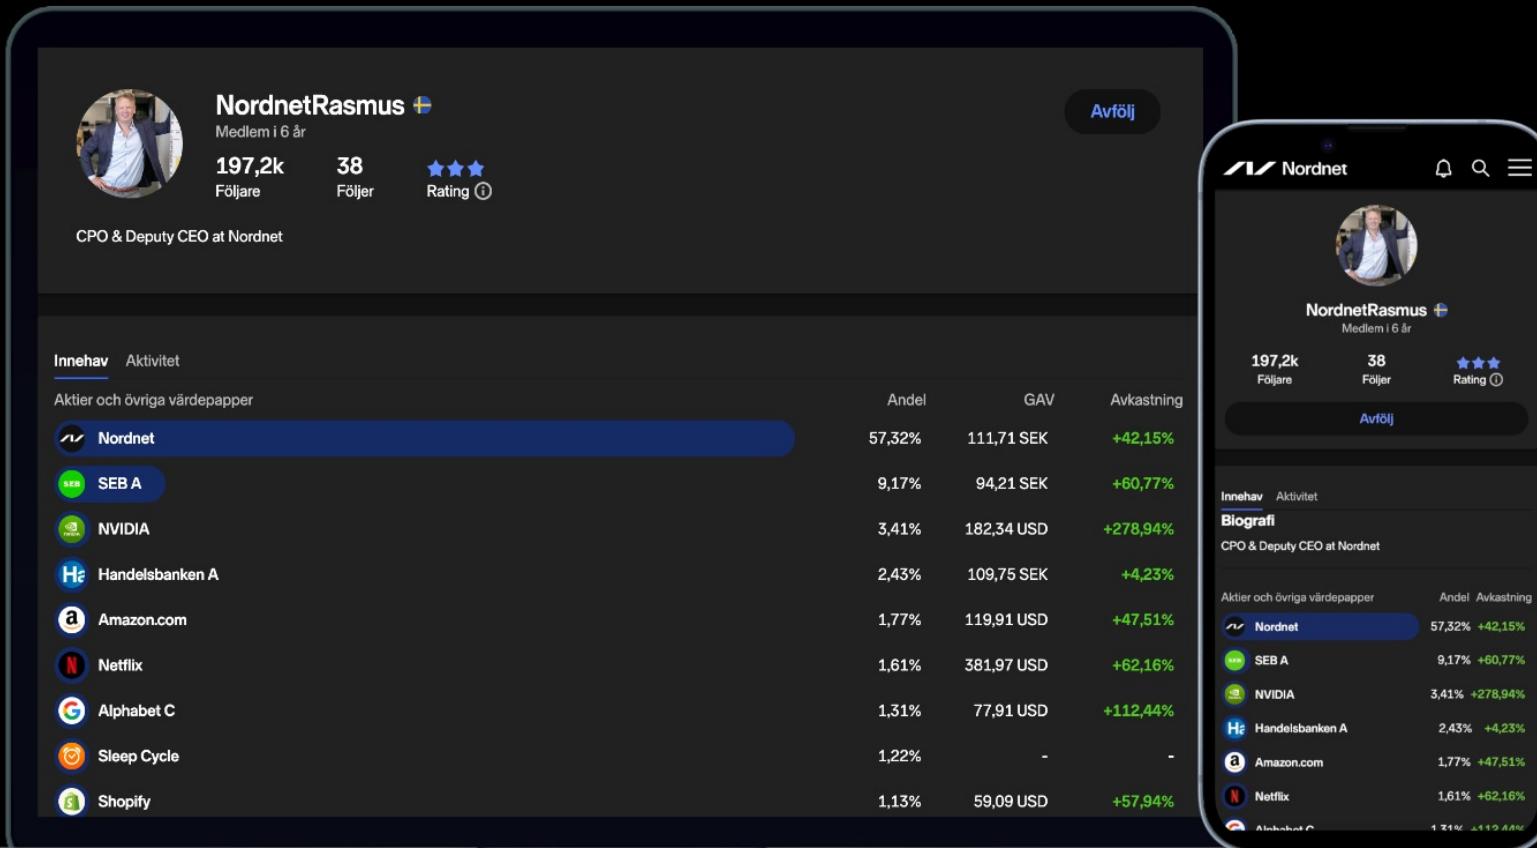 NordnetRasmus
Medlem i 6 år
197,2k 38
Följare Följer Rating
CPO & Deputy CEO at Nordnet
Avfölj
Innehav Aktivitet
Aktier och övriga värdepapper Andel GAV Avkastning
Nordnet 57,32% 111,71 SEK +42,15%
SEB SEB A 9,17% 94,21 SEK +60,77%
NVIDIA 3,41% 182,34 USD +278,94%
Handelsbanken A 2,43% 109,75 SEK +4,23%
Amazon.com 1,77% 119,91 USD +47,51%
Netflix 1,61% 381,97 USD +62,16%
Alphabet C 1,31% 77,91 USD +112,44%
Sleep Cycle 1,22% - -
Shopify 1,13% 59,09 USD +57,94%
Nordnet
NordnetRasmus
Medlem i 6 år
197,2k 38
Följare Följer Rating
Avfölj
Innehav Aktivitet
Biografi
CPO & Deputy CEO at Nordnet
Aktier och övriga värdepapper Andel Avkastning
Nordnet 57,32% +42,15%
SEB A 9,17% +60,77%
NVIDIA 3,41% +278,94%
Handelsbanken A 2,43% +4,23%
Amazon.com 1,77% +47,51%
Netflix 1,61% +62,16%
Alphabet C 1,31% +112,44%